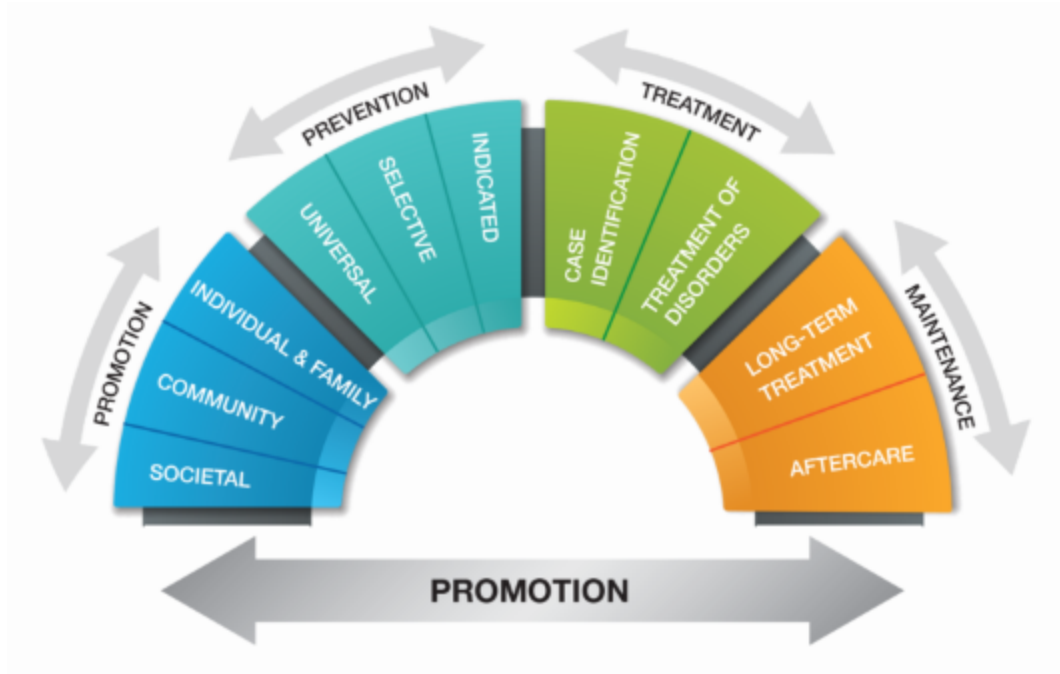 PROMOTION
SOCIETAL
COMMUNITY
INDIVIDUAL & FAMILY
PREVENTION
UNIVERSAL
SELECTIVE
INDICATED
TREATMENT
CASE
IDENTIFICATION
TREATMENT OF
DISORDERS
MAINTENANCE
LONG-TERM
TREATMENT
AFTERCARE
PROMOTION